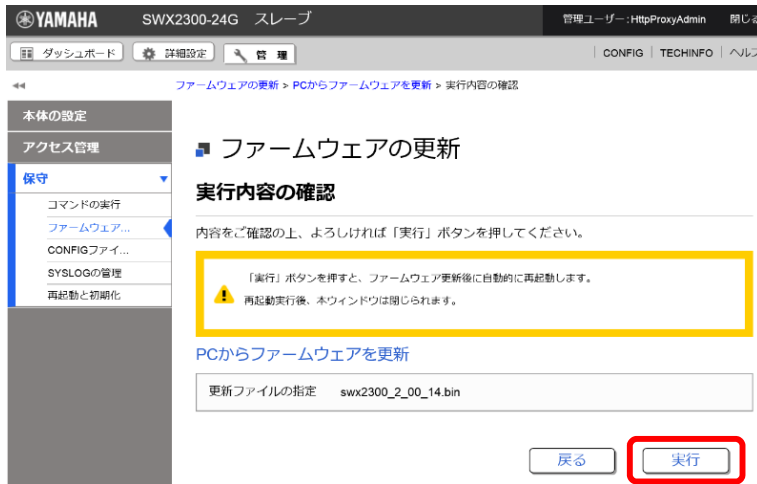 YAMAHA SWX2300-24G スレーブ 管理ユーザー:HttpProxyAdmin 閉じる
ダッシュボード 詳細設定 管 理 CONFIG TECHINFO ヘルプ
ファームウェアの更新 > PCからファームウェアを更新 > 実行内容の確認
本体の設定
アクセス管理
保守
コマンドの実行
ファームウェア...
CONFIGファイ...
SYSLOGの管理
再起動と初期化
ファームウェアの更新
実行内容の確認
内容をご確認の上、よろしければ「実行」ボタンを押してください。
「実行」ボタンを押すと、ファームウェア更新後に自動的に再起動します。
再起動実行後、本ウィンドウは閉じられます。
PCからファームウェアを更新
更新ファイルの指定 swx2300_2_00_14.bin
戻る 実行